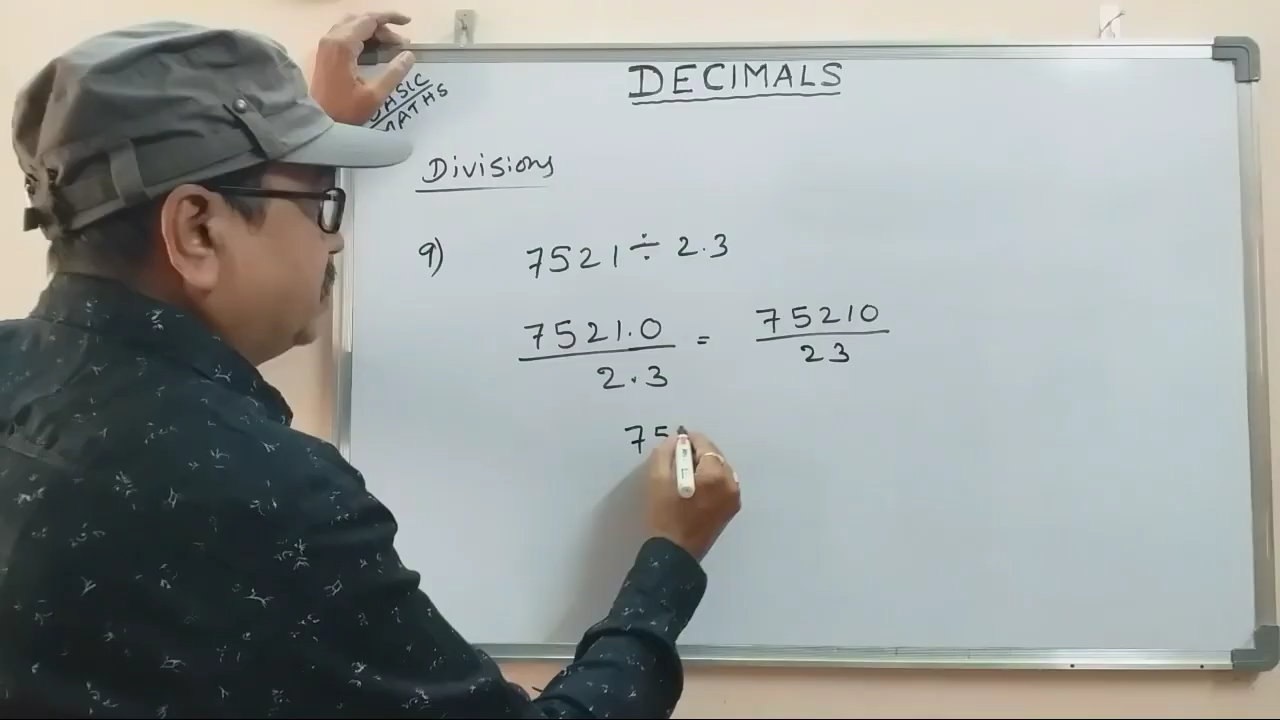 DECIMALS
BASIC
MATHS
Divisions
9) 7521 ÷ 2.3
7521.0 / 2.3 = 75210 / 23
75